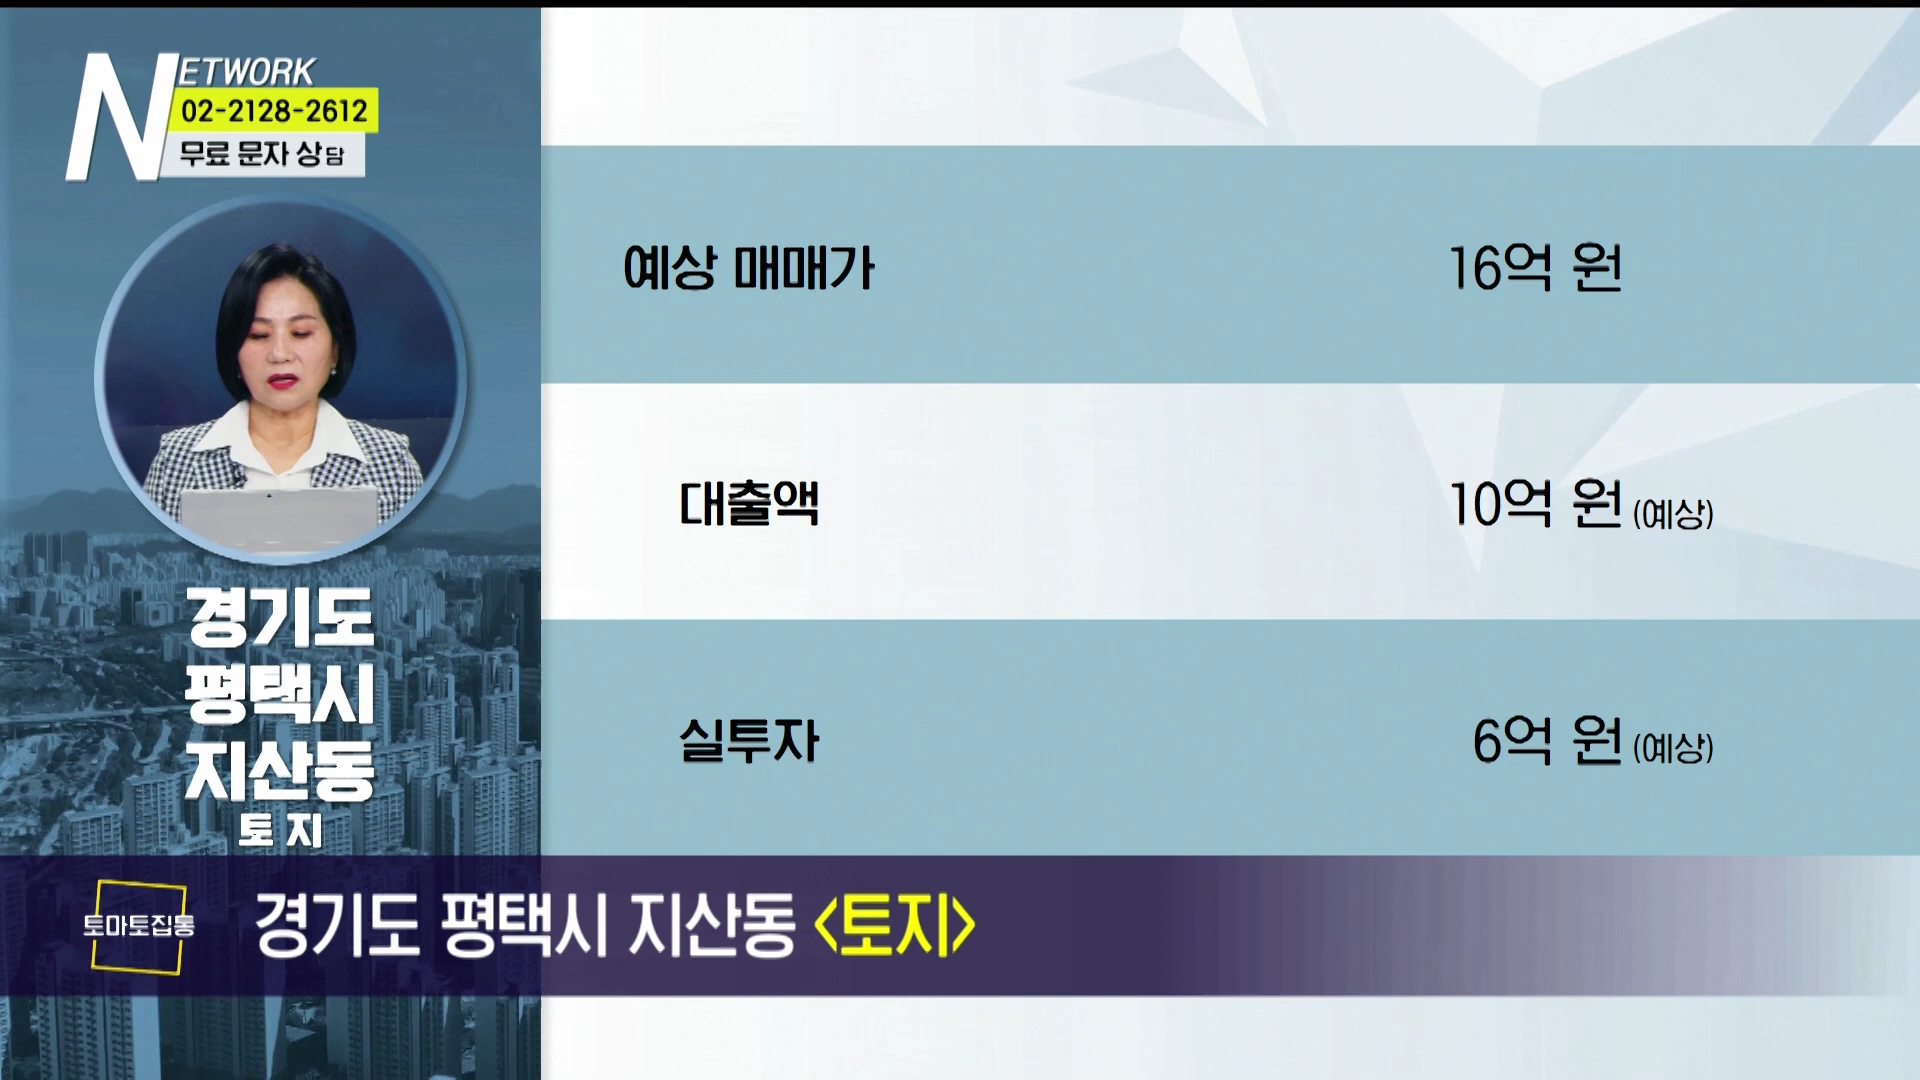 NETWORK
02-2128-2612
무료 문자 상담
경기도
평택시
지산동
토지
예상 매매가 16억 원
대출액 10억 원 (예상)
실투자 6억 원 (예상)
토마토집통
경기도 평택시 지산동 <토지>